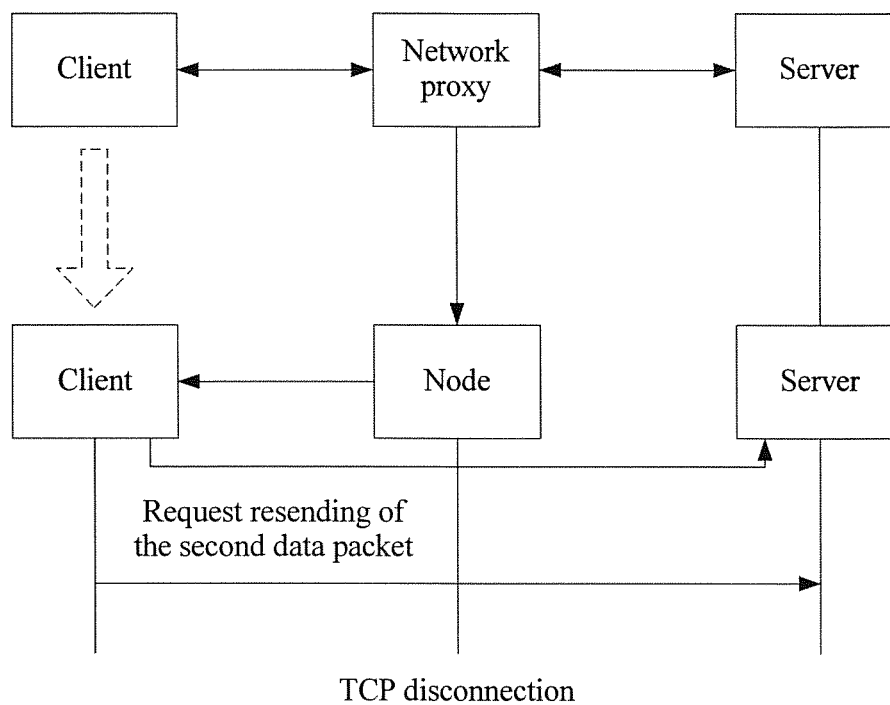 Client
Network
proxy
Server
Client
Node
Server
Request resending of
the second data packet
TCP disconnection